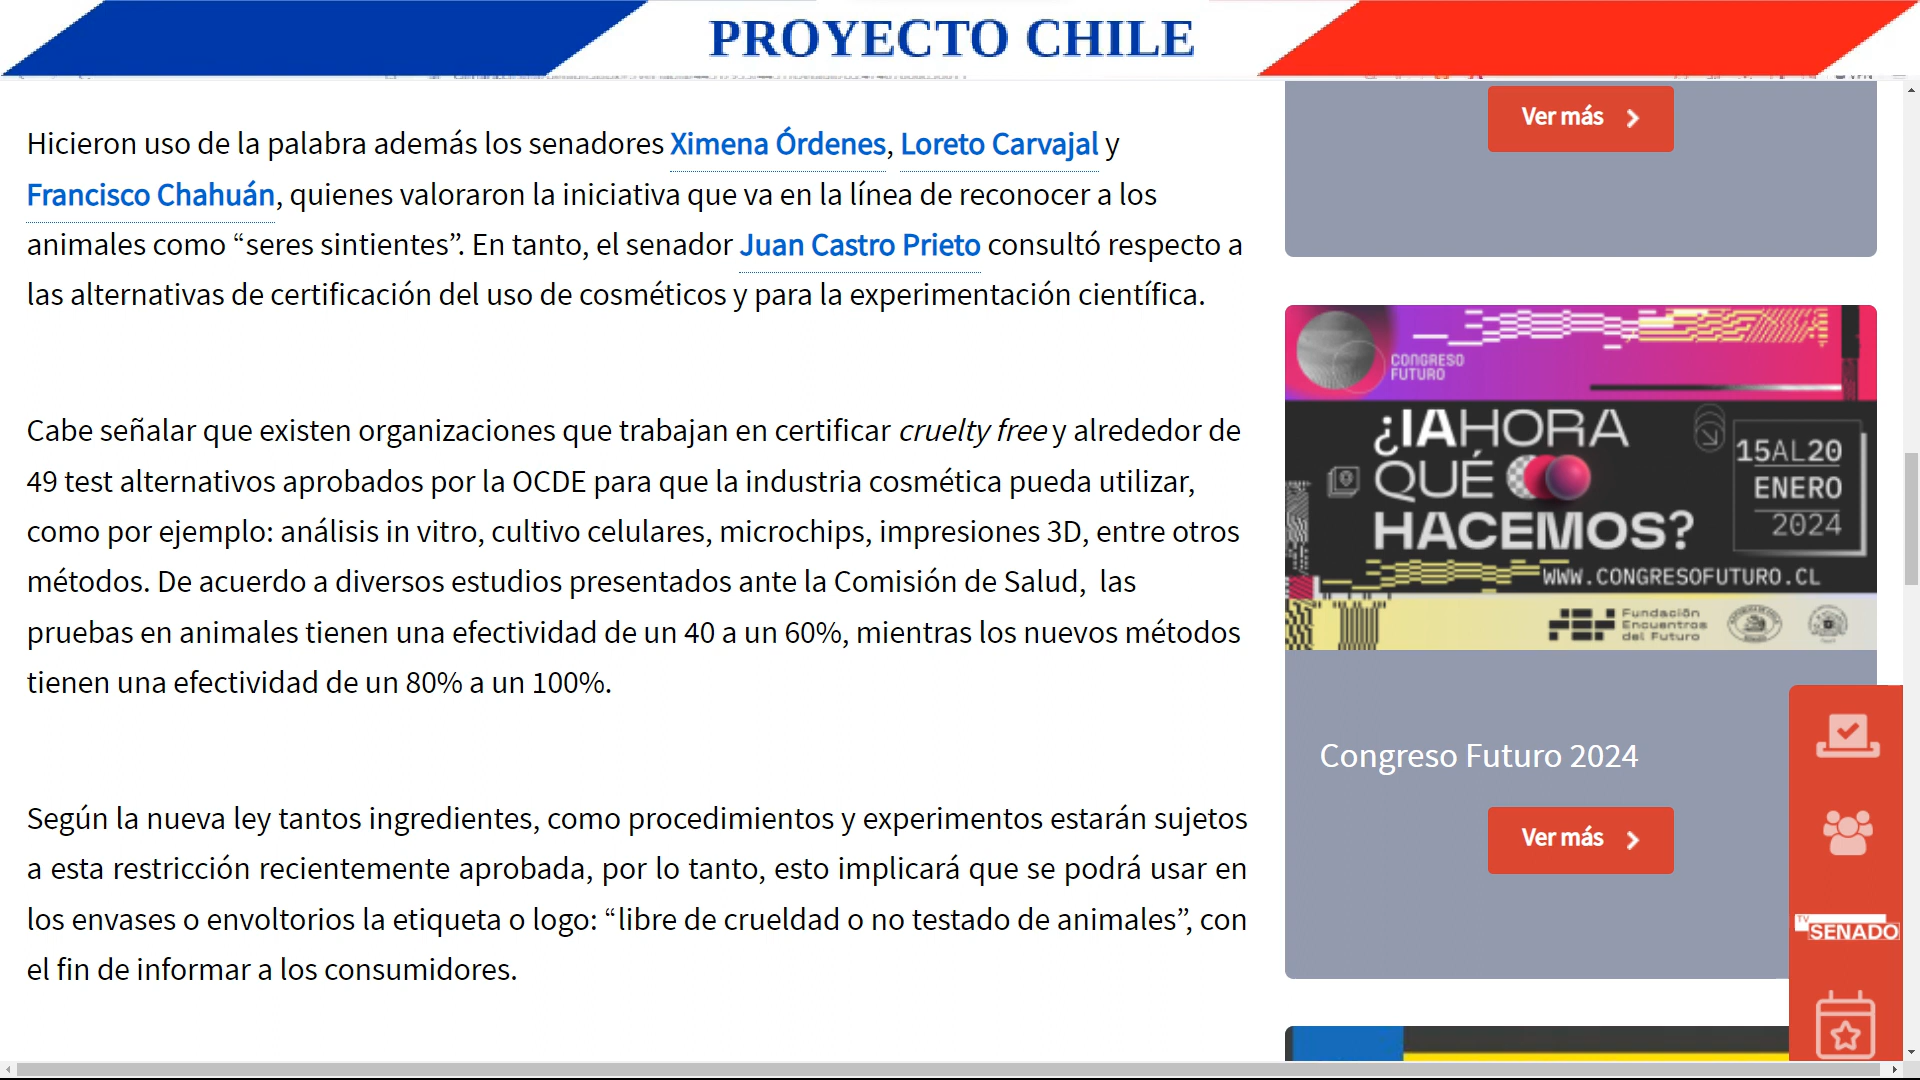 PROYECTO CHILE
Hicieron uso de la palabra además los senadores Ximena Órdenes, Loreto Carvajal y
Francisco Chahuán, quienes valoraron la iniciativa que va en la línea de reconocer a los
animales como “seres sintientes”. En tanto, el senador Juan Castro Prieto consultó respecto a
las alternativas de certificación del uso de cosméticos y para la experimentación científica.
Cabe señalar que existen organizaciones que trabajan en certificar cruelty free y alrededor de
49 test alternativos aprobados por la OCDE para que la industria cosmética pueda utilizar,
como por ejemplo: análisis in vitro, cultivo celulares, microchips, impresiones 3D, entre otros
métodos. De acuerdo a diversos estudios presentados ante la Comisión de Salud, las
pruebas en animales tienen una efectividad de un 40 a un 60%, mientras los nuevos métodos
tienen una efectividad de un 80% a un 100%.
Según la nueva ley tantos ingredientes, como procedimientos y experimentos estarán sujetos
a esta restricción recientemente aprobada, por lo tanto, esto implicará que se podrá usar en
los envases o envoltorios la etiqueta o logo: “libre de crueldad o no testado de animales”, con
el fin de informar a los consumidores.
Ver más
CONGRESO
FUTURO
¿IAHORA
QUÉ
HACEMOS?
15AL20
ENERO
2024
WWW.CONGRESOFUTURO.CL
Fundación
Encuentros
del Futuro
Congreso Futuro 2024
Ver más
TV
SENADO